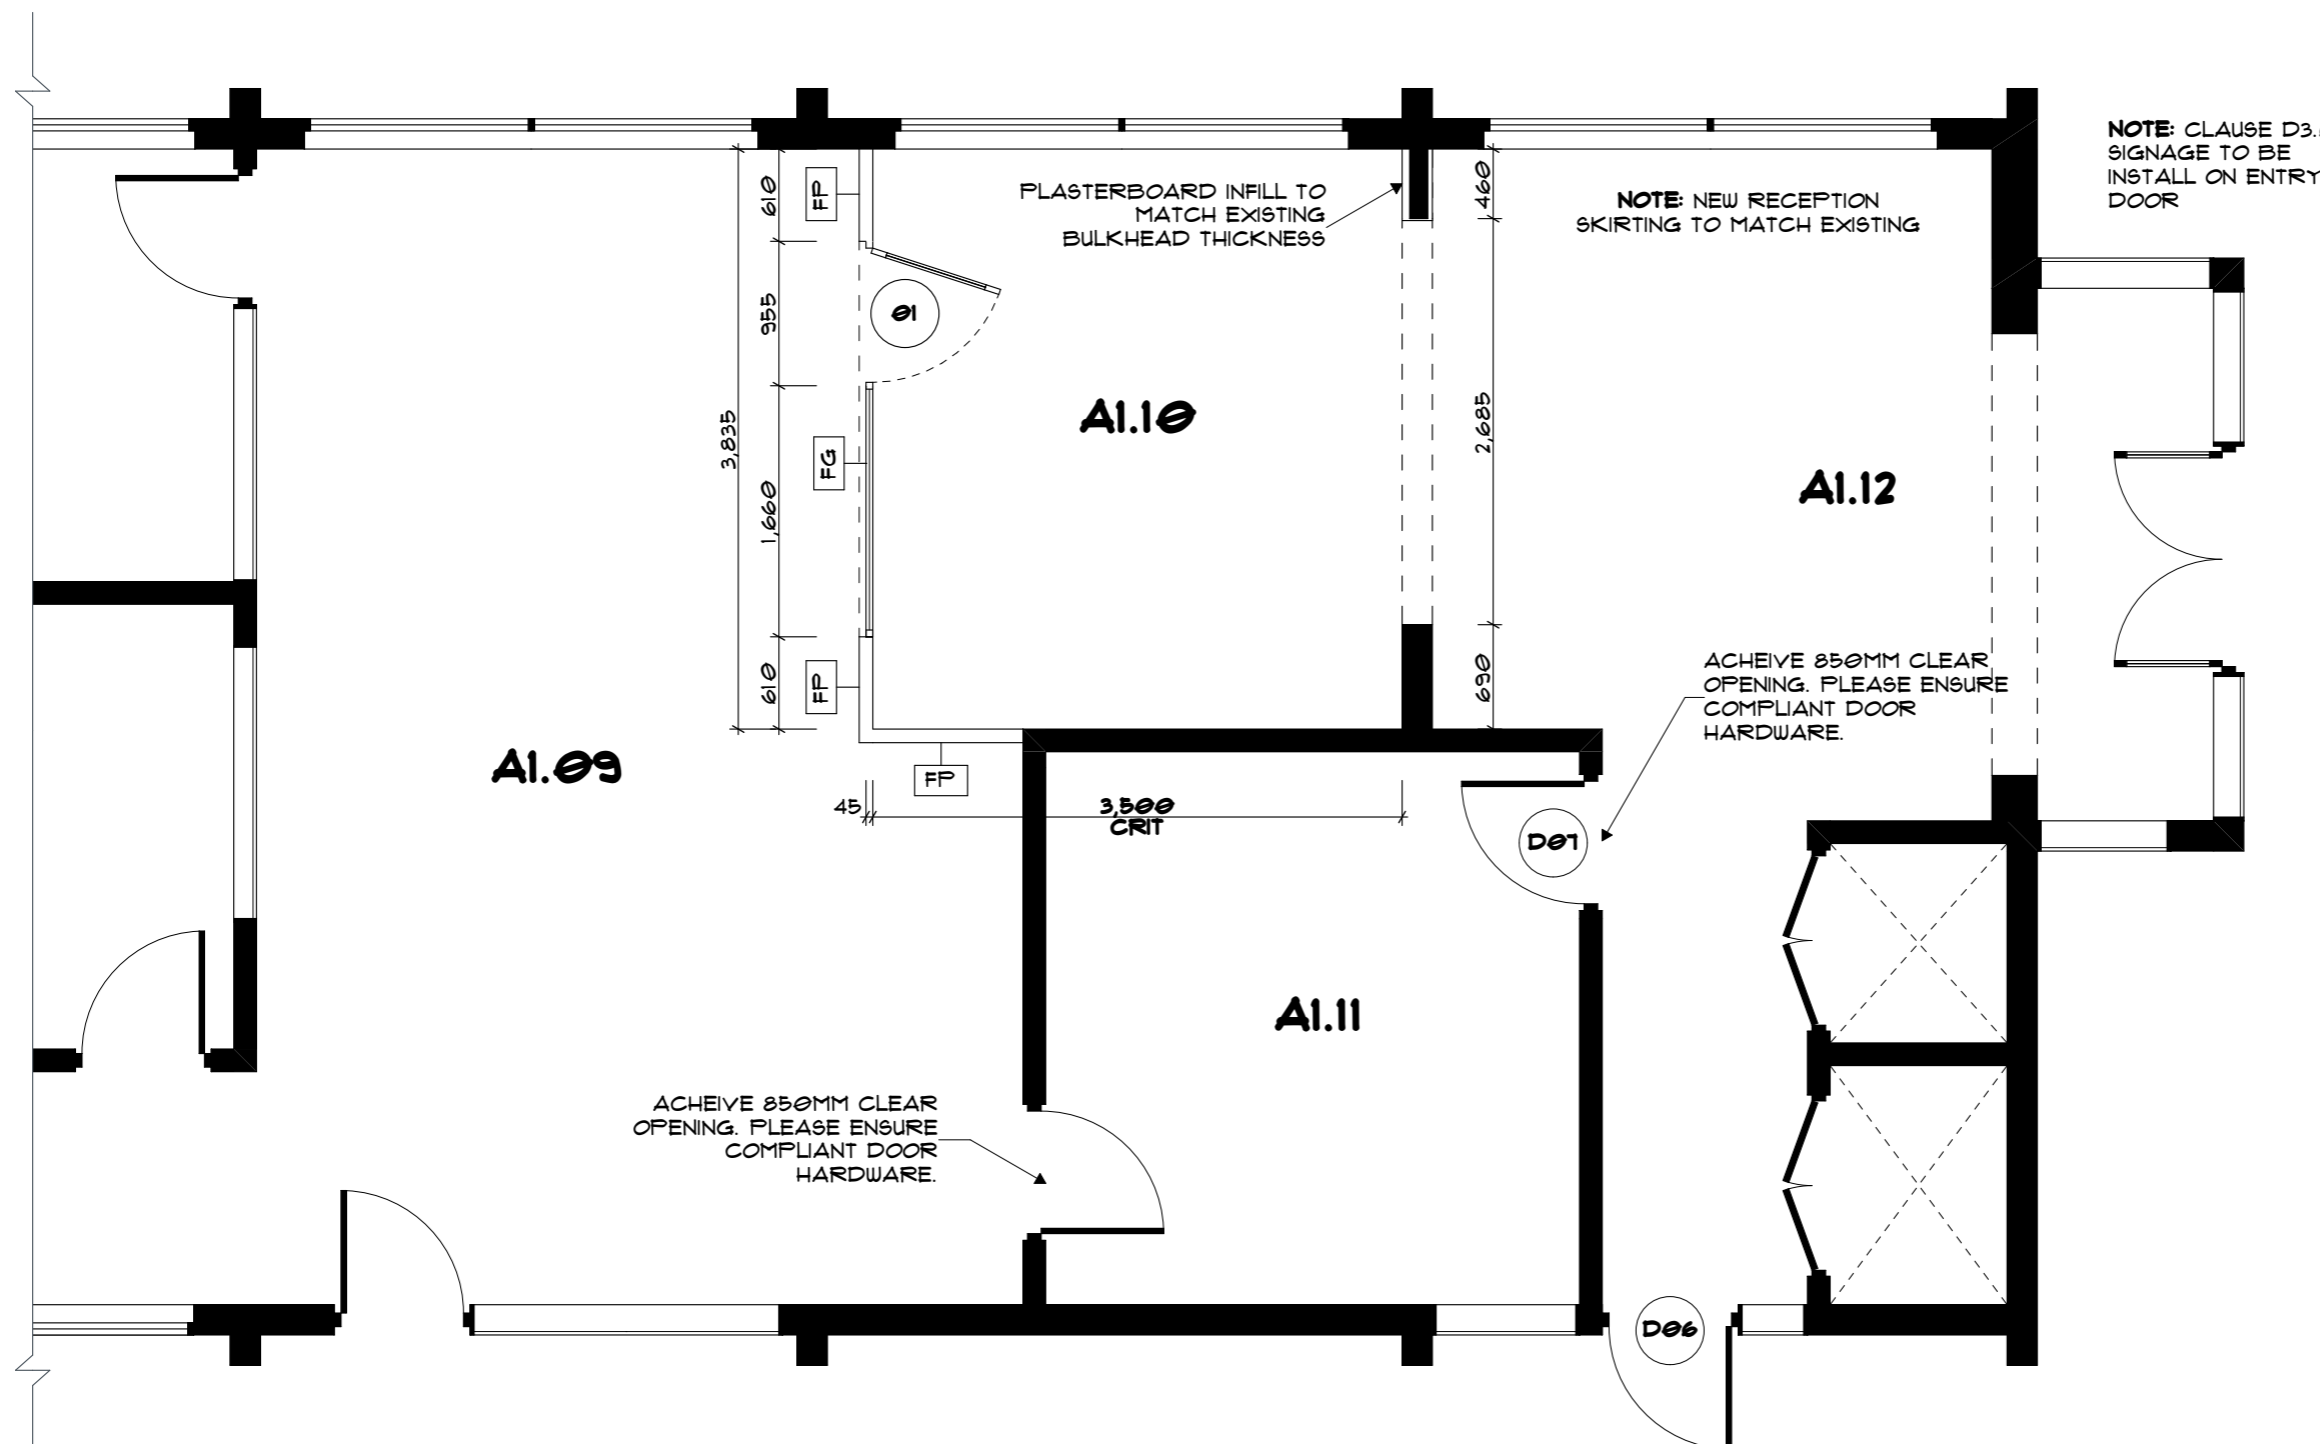 NOTE: CLAUSE D3.
SIGNAGE TO BE
INSTALL ON ENTRY
DOOR
PLASTERBOARD INFILL TO
MATCH EXISTING
BULKHEAD THICKNESS
NOTE: NEW RECEPTION
SKIRTING TO MATCH EXISTING
610
FP
460
955
01
3,835
A1.10
2,685
A1.12
FG
1,660
610
FP
690
ACHEIVE 850MM CLEAR
OPENING. PLEASE ENSURE
COMPLIANT DOOR
HARDWARE.
A1.09
FP
45
3,500
CRIT
D07
A1.11
ACHEIVE 850MM CLEAR
OPENING. PLEASE ENSURE
COMPLIANT DOOR
HARDWARE.
D06